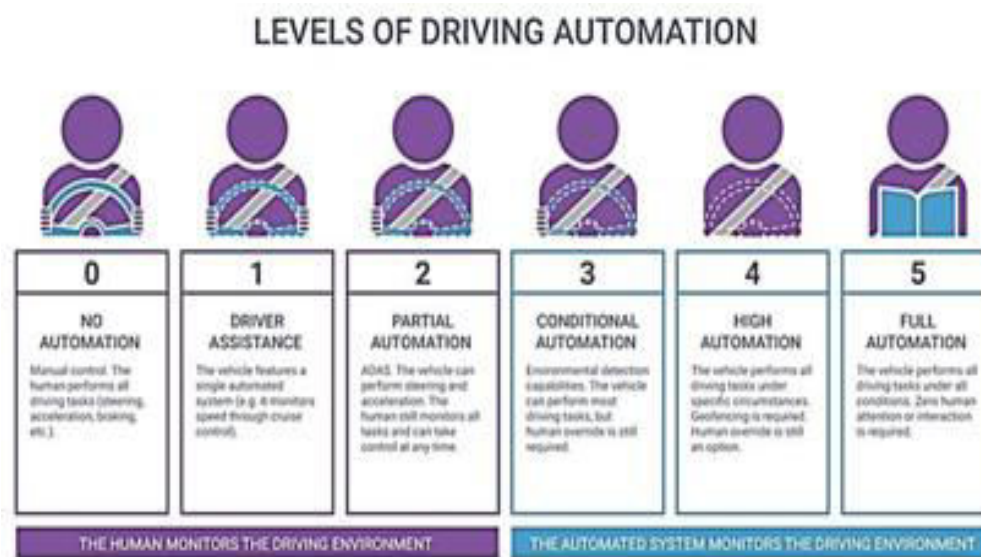 LEVELS OF DRIVING AUTOMATION
0
NO
AUTOMATION
Manual control. The
human performs all
driving tasks (steering,
acceleration, braking,
etc.).
1
DRIVER
ASSISTANCE
The vehicle features a
single automated
system (e.g. it monitors
speed through cruise
control).
2
PARTIAL
AUTOMATION
ADAS. The vehicle can
perform steering and
acceleration. The
human still monitors all
tasks and can take
control at any time.
3
CONDITIONAL
AUTOMATION
Environmental detection
capabilities. The vehicle
can perform most
driving tasks, but
human override is still
required.
4
HIGH
AUTOMATION
The vehicle performs all
driving tasks under
specific circumstances.
Geofencing is required.
Human override is still
an option.
5
FULL
AUTOMATION
The vehicle performs all
driving tasks under all
conditions. Zero human
attention or interaction
is required.
THE HUMAN MONITORS THE DRIVING ENVIRONMENT
THE AUTOMATED SYSTEM MONITORS THE DRIVING ENVIRONMENT